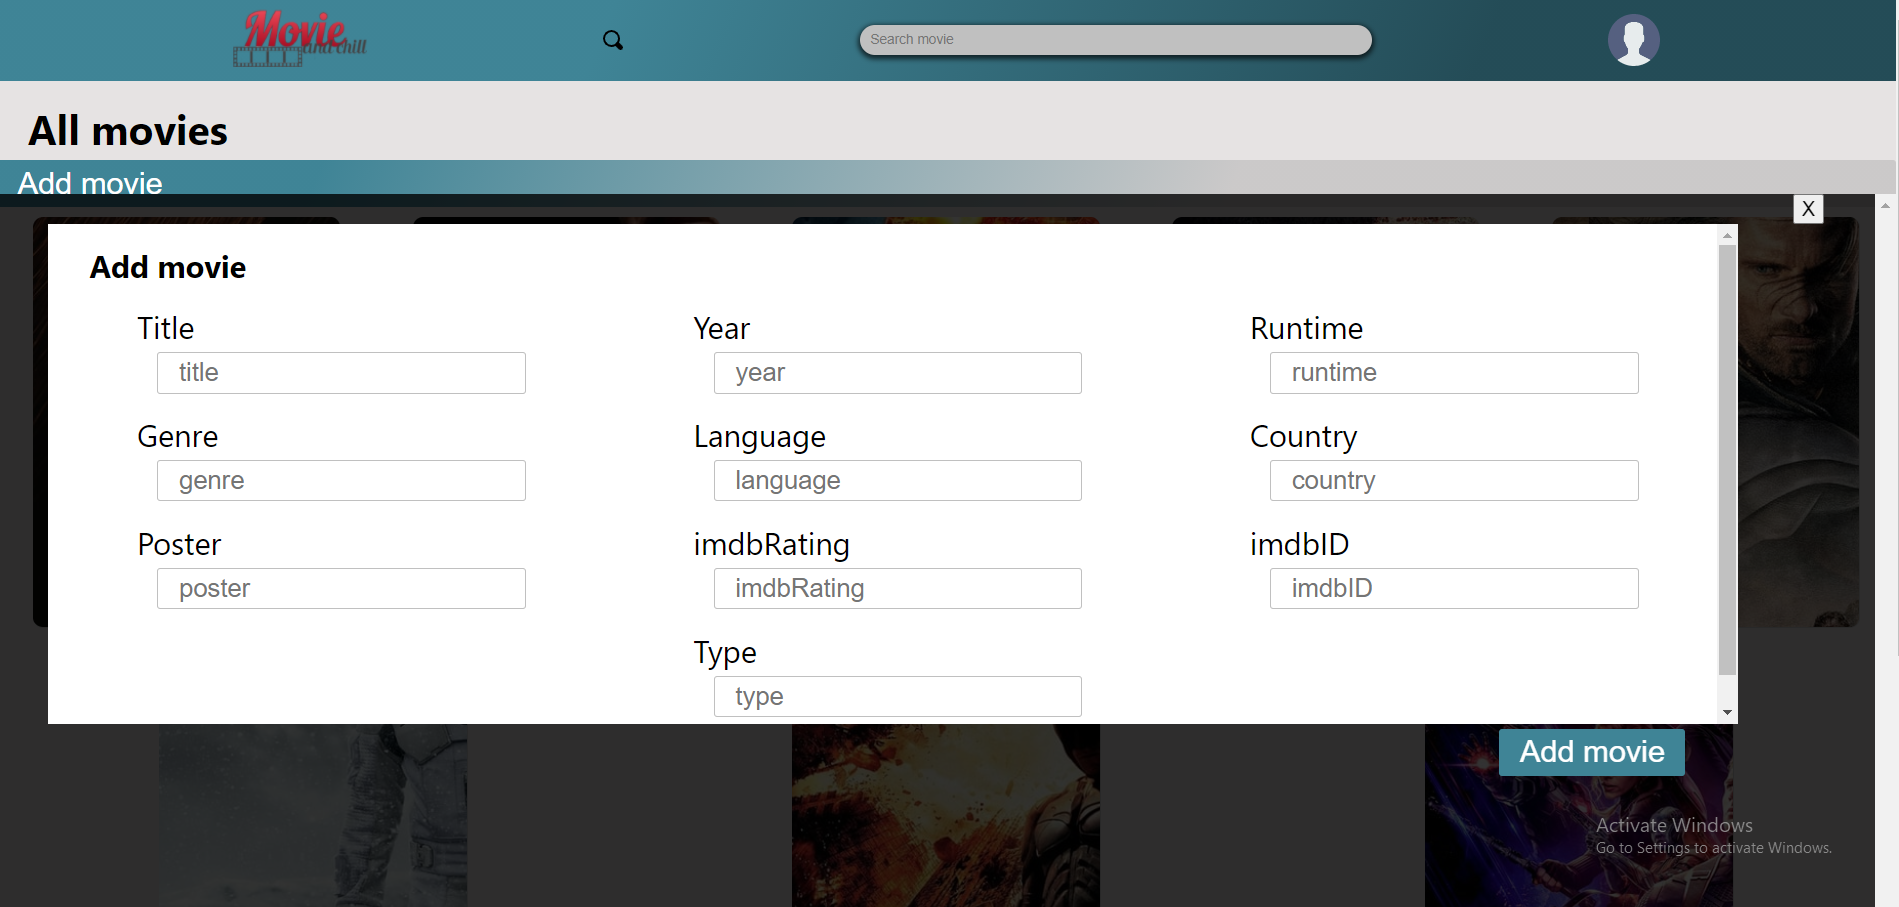 Movie
and chill
Search movie
All movies
Add movie
X
Add movie
Title Year Runtime
title year runtime
Genre Language Country
genre language country
Poster imdbRating imdbID
poster imdbRating imdbID
Type
type
Add movie
Activate Windows
Go to Settings to activate Windows.